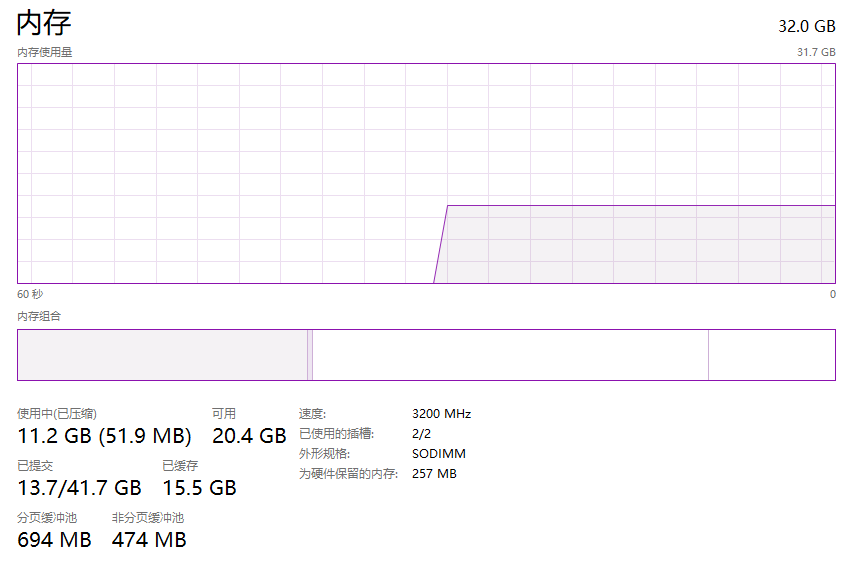 内存 32.0 GB
内存使用量 31.7 GB
60 秒 0
内存组合
使用中(已压缩) 可用 速度: 3200 MHz
11.2 GB (51.9 MB) 20.4 GB 已使用的插槽: 2/2
外形规格: SODIMM
已提交 已缓存 为硬件保留的内存: 257 MB
13.7/41.7 GB 15.5 GB
分页缓冲池 非分页缓冲池
694 MB 474 MB